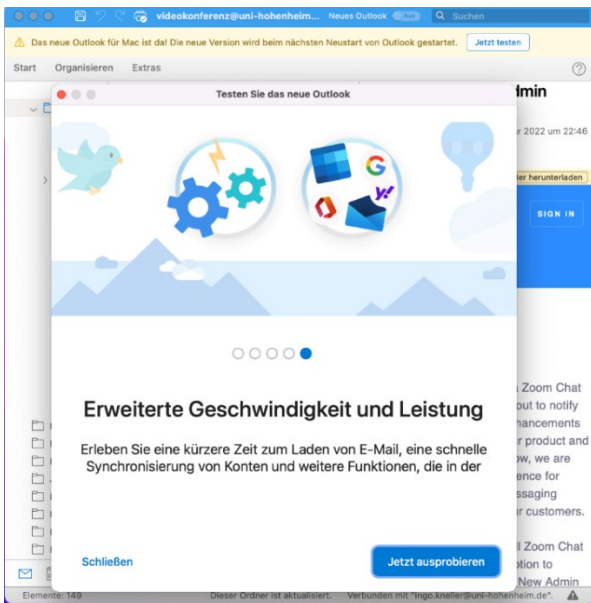 videokonferenz@uni-hohenheim... Neues Outlook Aus Suchen
Das neue Outlook für Mac ist da! Die neue Version wird beim nächsten Neustart von Outlook gestartet. Jetzt testen
Start Organisieren Extras
Testen Sie das neue Outlook
dmin
r 2022 um 22:46
der herunterladen
SIGN IN
G
y!
Zoom Chat
out to notify
hancements
r product and
ow, we are
ence for
ssaging
ir customers.
Zoom Chat
ption to
New Admin
Erweiterte Geschwindigkeit und Leistung
Erleben Sie eine kürzere Zeit zum Laden von E-Mail, eine schnelle
Synchronisierung von Konten und weitere Funktionen, die in der
Schließen Jetzt ausprobieren
Elemente: 149 Dieser Ordner ist aktualisiert. Verbunden mit "Ingo.kneller@uni-hohenheim.de".